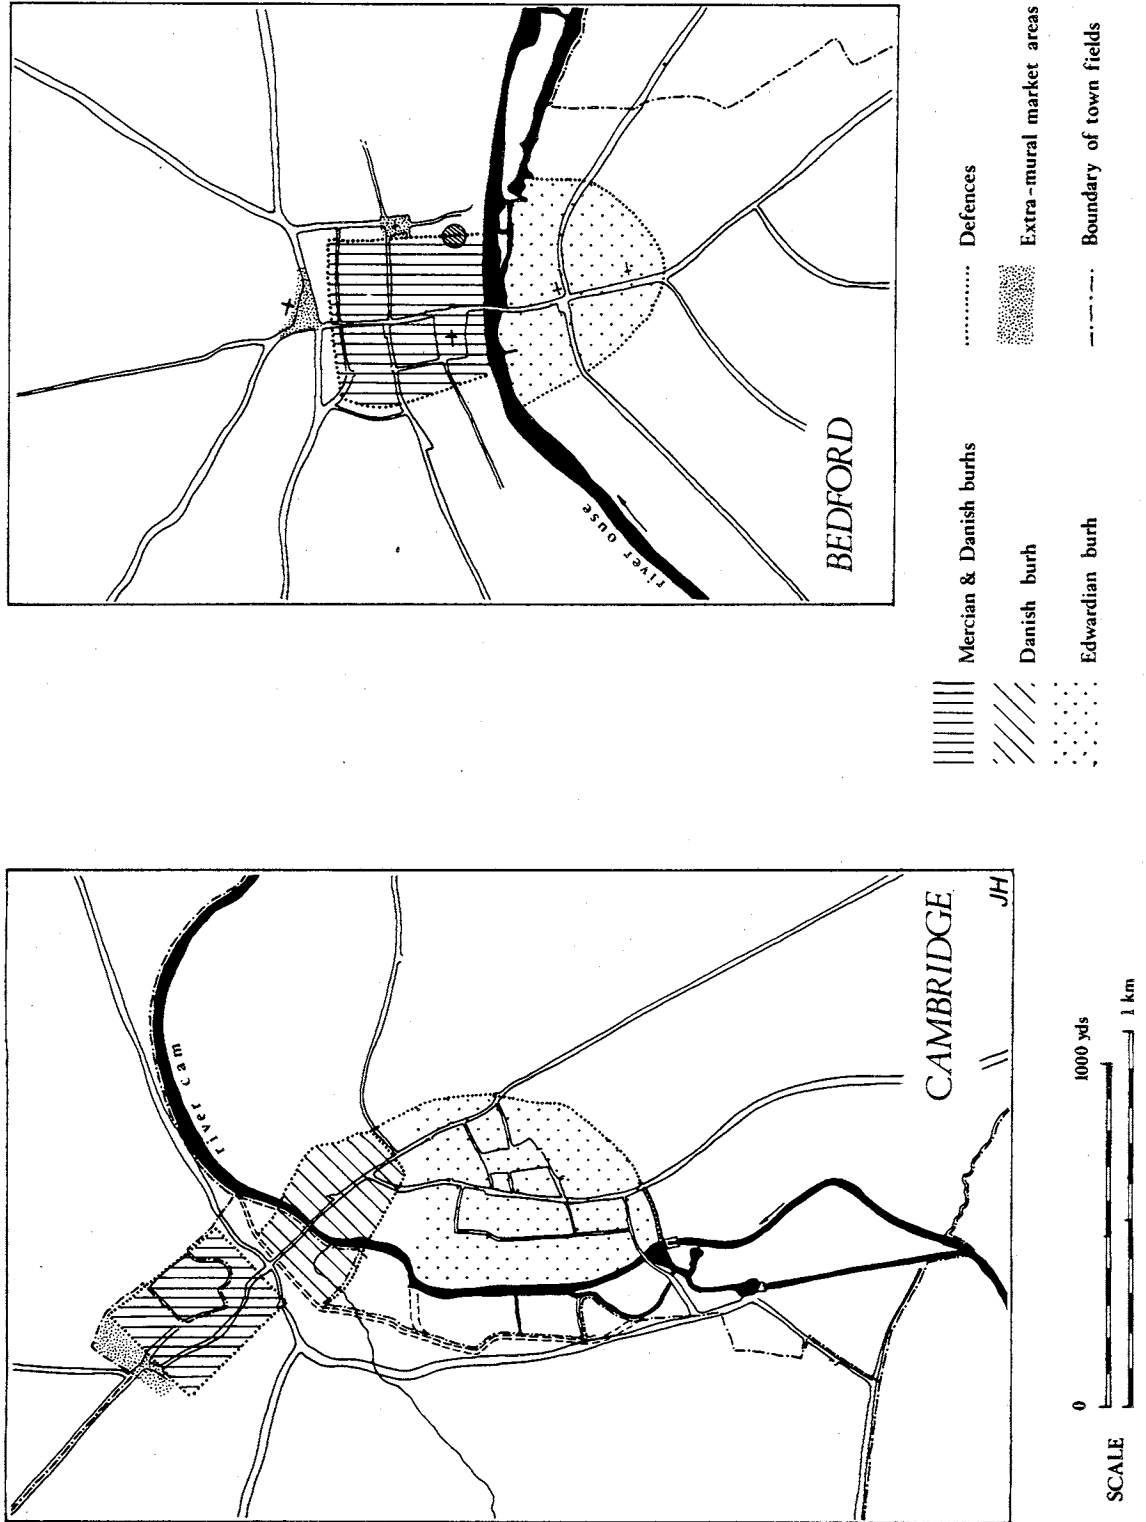 BEDFORD
river ouse
CAMBRIDGE
river cam
JH
Mercian & Danish burhs
Danish burh
Edwardian burh
Defences
Extra-mural market areas
Boundary of town fields
SCALE
0
1000 yds
1 km